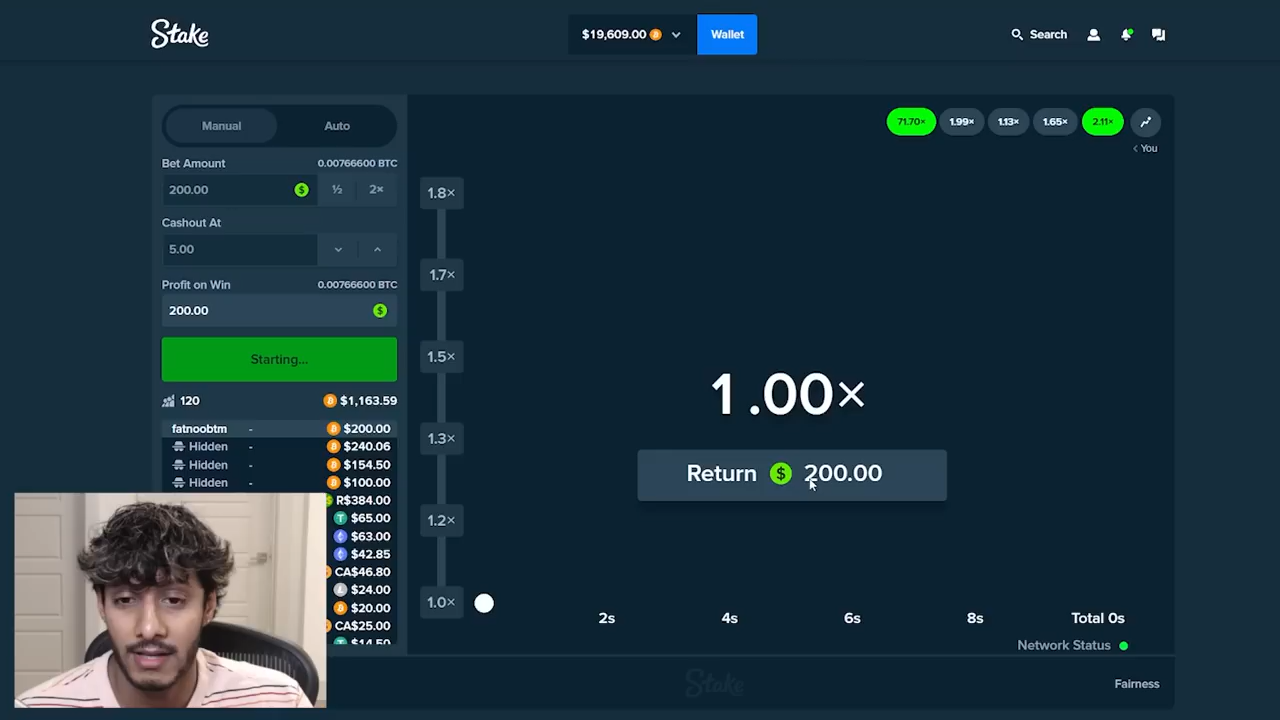 Stake
$19,609.00
Wallet
Search
Manual
Auto
71.70×
1.99×
1.13×
1.65×
2.11×
You
Bet Amount
0.00766600 BTC
200.00
½
2×
Cashout At
5.00
Profit on Win
0.00766600 BTC
200.00
Starting...
120
$1,163.59
fatnoobtm - $200.00
Hidden - $240.06
Hidden - $154.50
Hidden - $100.00
R$384.00
$65.00
$63.00
$42.85
CA$46.80
$24.00
$20.00
CA$25.00
$14.50
1.8×
1.7×
1.5×
1.3×
1.2×
1.0×
1.00×
Return $ 200.00
2s
4s
6s
8s
Total 0s
Network Status
Stake
Fairness